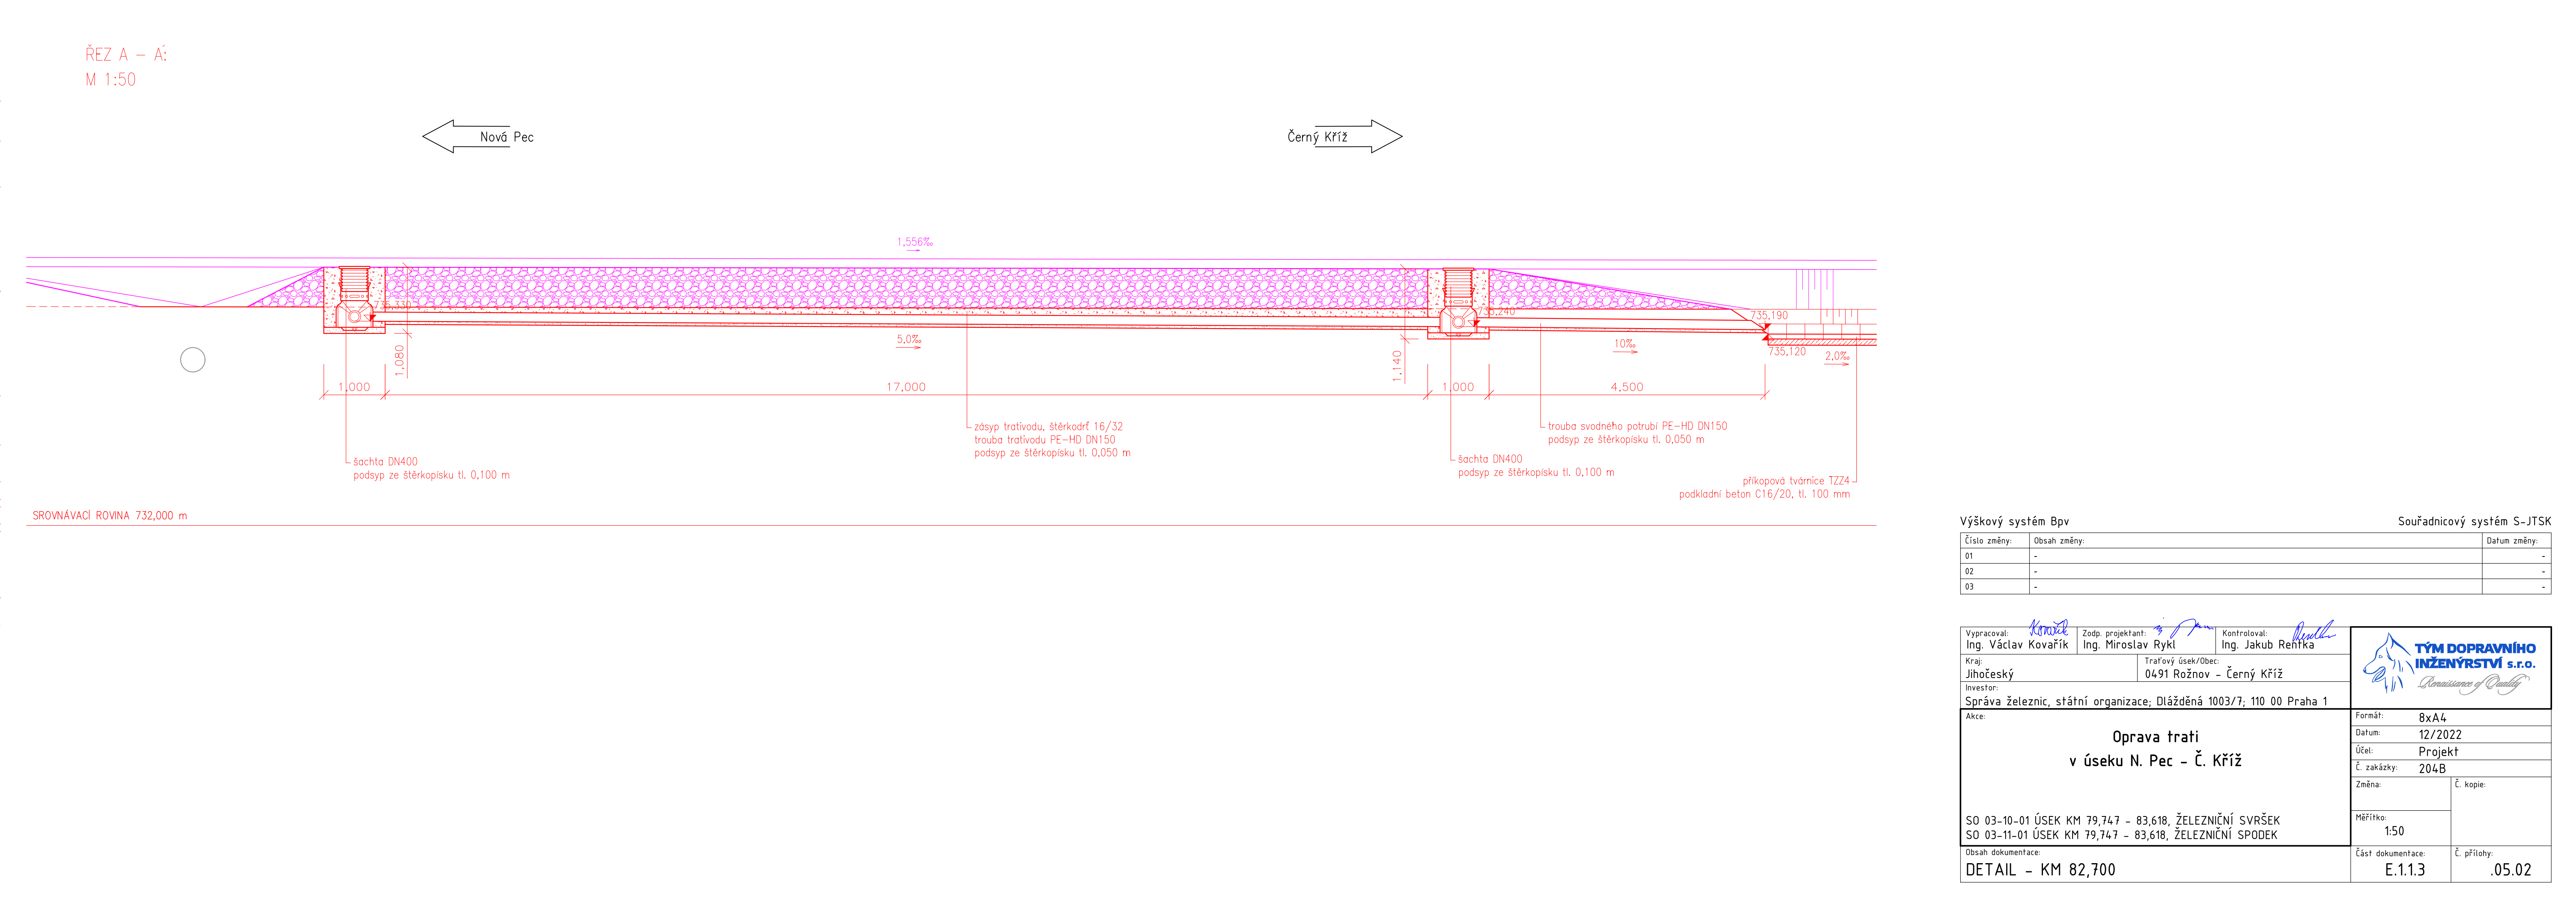 ŘEZ A – A':
M 1:50
Nová Pec
Černý Kříž
1,556‰
735,330
735,240
735,190
735,120
5,0‰
10‰
2,0‰
1,080
1,140
1,000
17,000
1,000
4,500
zásyp trativodu, štěrkodrť 16/32
trouba trativodu PE-HD DN150
podsyp ze štěrkopísku tl. 0,050 m
trouba svodného potrubí PE-HD DN150
podsyp ze štěrkopísku tl. 0,050 m
šachta DN400
podsyp ze štěrkopísku tl. 0,100 m
šachta DN400
podsyp ze štěrkopísku tl. 0,100 m
příkopová tvárnice TZZ4
podkladní beton C16/20, tl. 100 mm
SROVNÁVACÍ ROVINA 732,000 m
Výškový systém Bpv Souřadnicový systém S-JTSK
Číslo změny: Obsah změny: Datum změny:
01 - -
02 - -
03 - -
Vypracoval: Zodp. projektant: Kontroloval:
Ing. Václav Kovařík Ing. Miroslav Rykl Ing. Jakub Rentka
TÝM DOPRAVNÍHO
INŽENÝRSTVÍ s.r.o.
Renaissance of Quality
Kraj: Traťový úsek/Obec:
Jihočeský 0491 Rožnov - Černý Kříž
Investor:
Správa železnic, státní organizace; Dlážděná 1003/7; 110 00 Praha 1
Akce:
Oprava trati
v úseku N. Pec - Č. Kříž
SO 03-10-01 ÚSEK KM 79,747 - 83,618, ŽELEZNIČNÍ SVRŠEK
SO 03-11-01 ÚSEK KM 79,747 - 83,618, ŽELEZNIČNÍ SPODEK
Formát: 8xA4
Datum: 12/2022
Účel: Projekt
Č. zakázky: 204B
Změna: Č. kopie:
Měřítko:
1:50
Obsah dokumentace:
DETAIL - KM 82,700
Část dokumentace: Č. přílohy:
E.1.1.3 .05.02